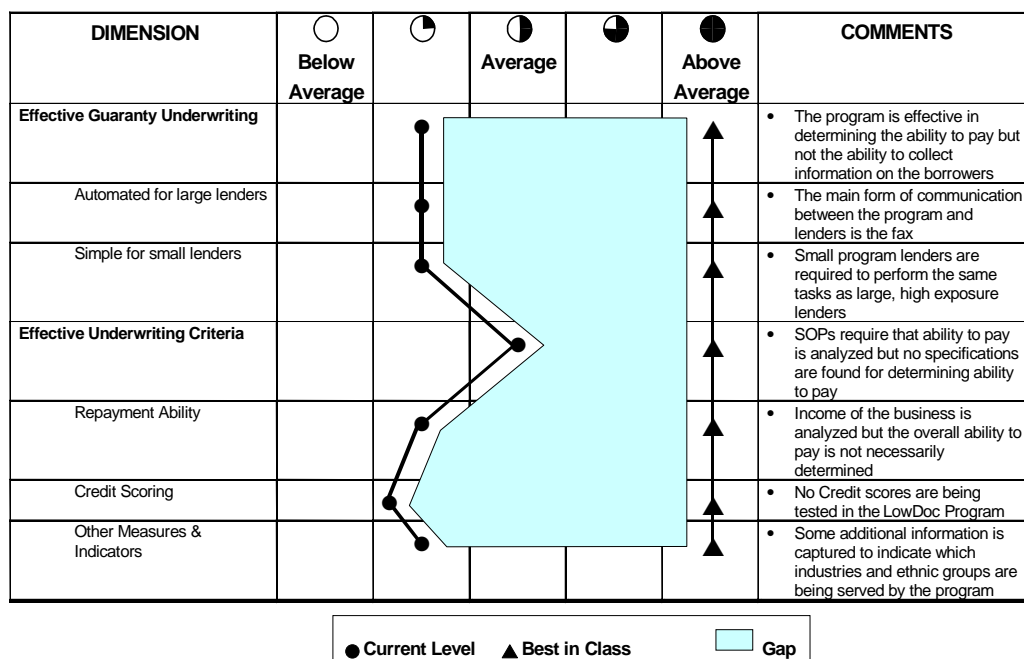 DIMENSION
Below
Average
Average
Above
Average
COMMENTS
Effective Guaranty Underwriting
• The program is effective in
determining the ability to pay but
not the ability to collect
information on the borrowers
Automated for large lenders
• The main form of communication
between the program and
lenders is the fax
Simple for small lenders
• Small program lenders are
required to perform the same
tasks as large, high exposure
lenders
Effective Underwriting Criteria
• SOPs require that ability to pay
is analyzed but no specifications
are found for determining ability
to pay
Repayment Ability
• Income of the business is
analyzed but the overall ability to
pay is not necessarily
determined
Credit Scoring
• No Credit scores are being
tested in the LowDoc Program
Other Measures &
Indicators
• Some additional information is
captured to indicate which
industries and ethnic groups are
being served by the program
Current Level Best in Class Gap